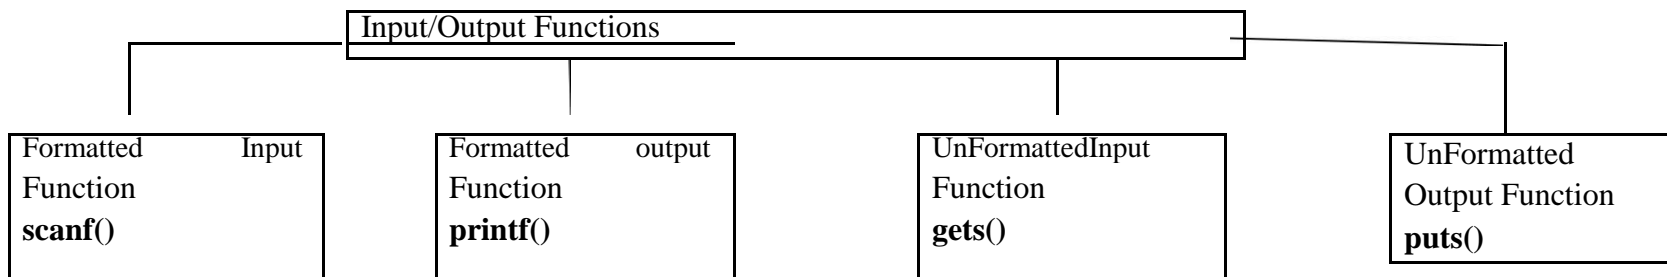 Input/Output Functions
Formatted Input
Function
scanf()
Formatted output
Function
printf()
UnFormattedInput
Function
gets()
UnFormatted
Output Function
puts()